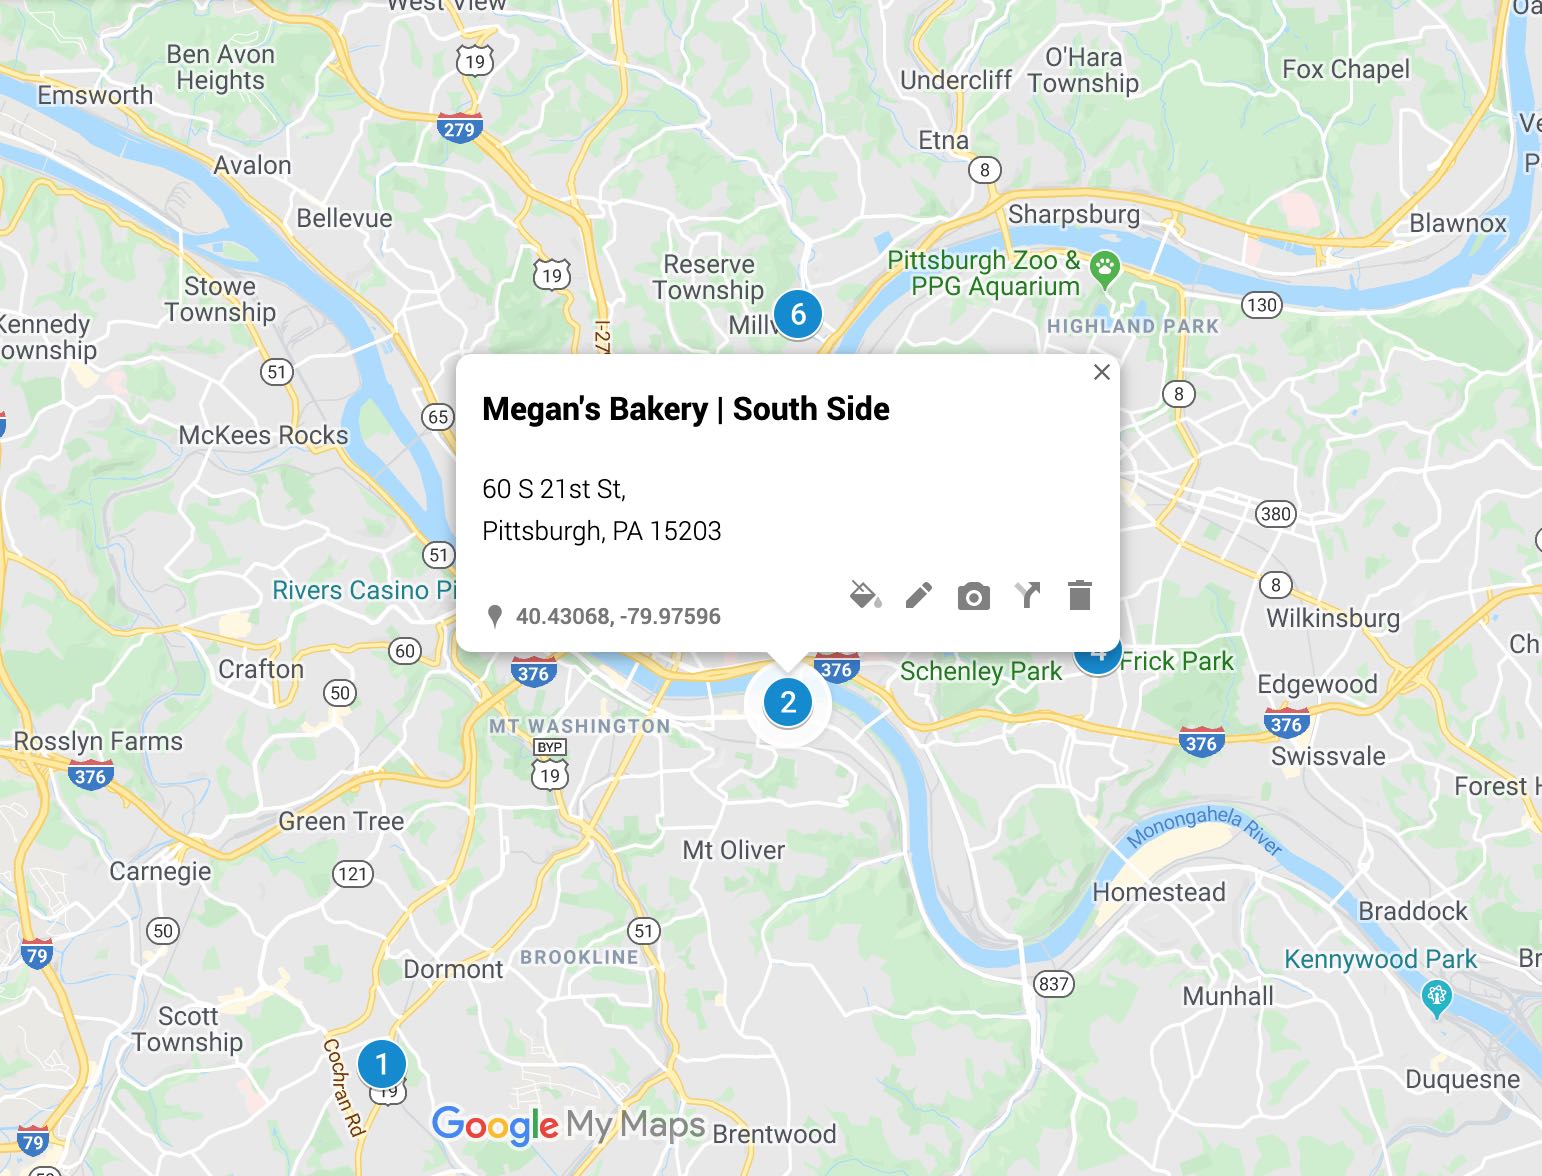 West View
Ben Avon
Heights
19
O'Hara
Township
Fox Chapel
Undercliff
Emsworth
279
Etna
Avalon
8
Bellevue
Sharpsburg
Blawnox
Pittsburgh Zoo &
PPG Aquarium
Reserve
Township
19
Stowe
Township
130
6
HIGHLAND PARK
Kennedy
ownship
51
8
Megan's Bakery | South Side
65
McKees Rocks
60 S 21st St,
Pittsburgh, PA 15203
380
51
Rivers Casino Pi
8
40.43068, -79.97596
Wilkinsburg
Ch
60
Crafton
376
376
Schenley Park
4
Frick Park
50
2
Edgewood
MT WASHINGTON
376
376
Rosslyn Farms
BYP
19
376
Swissvale
Forest H
Green Tree
Monongahela River
Mt Oliver
Carnegie
121
Homestead
Braddock
50
51
79
BROOKLINE
Kennywood Park
Br
Dormont
837
Munhall
Scott
Township
1
19
Cochran Rd
Duquesne
Google My Maps
Brentwood
79